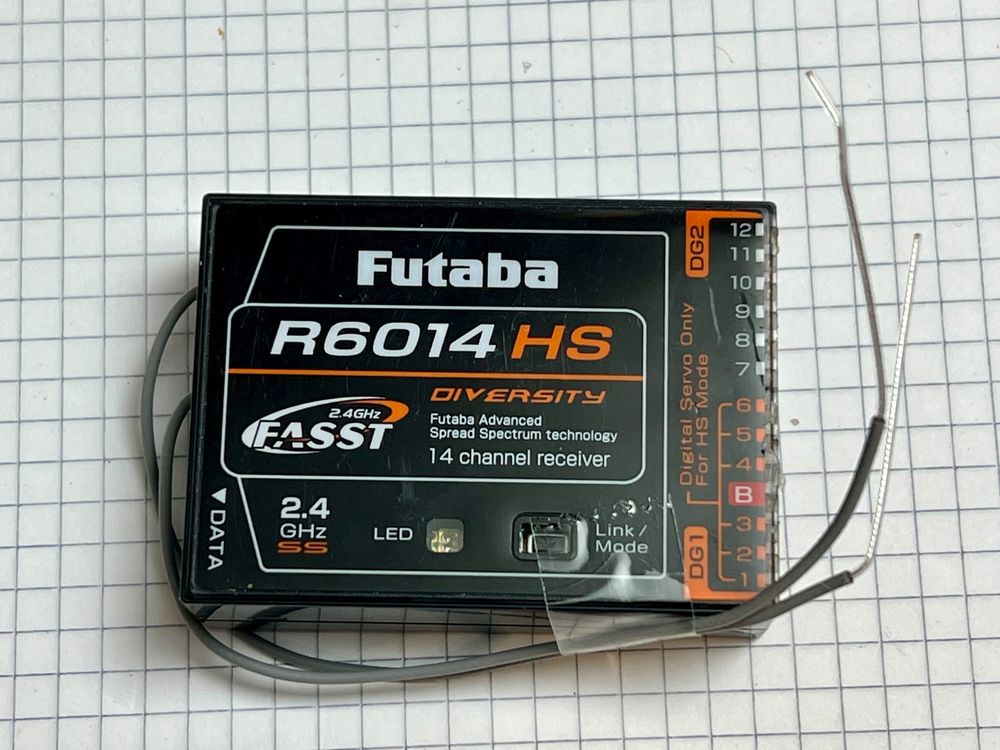 Futaba
R6014 HS
DIVERSITY
2.4GHz
FASST
Futaba Advanced
Spread Spectrum technology
14 channel receiver
▼DATA
2.4
GHz
SS
LED
Link/
Mode
Digital Servo Only
For HS Mode
DG2
12
11
10
9
8
7
6
5
4
B
3
2
1
DG1